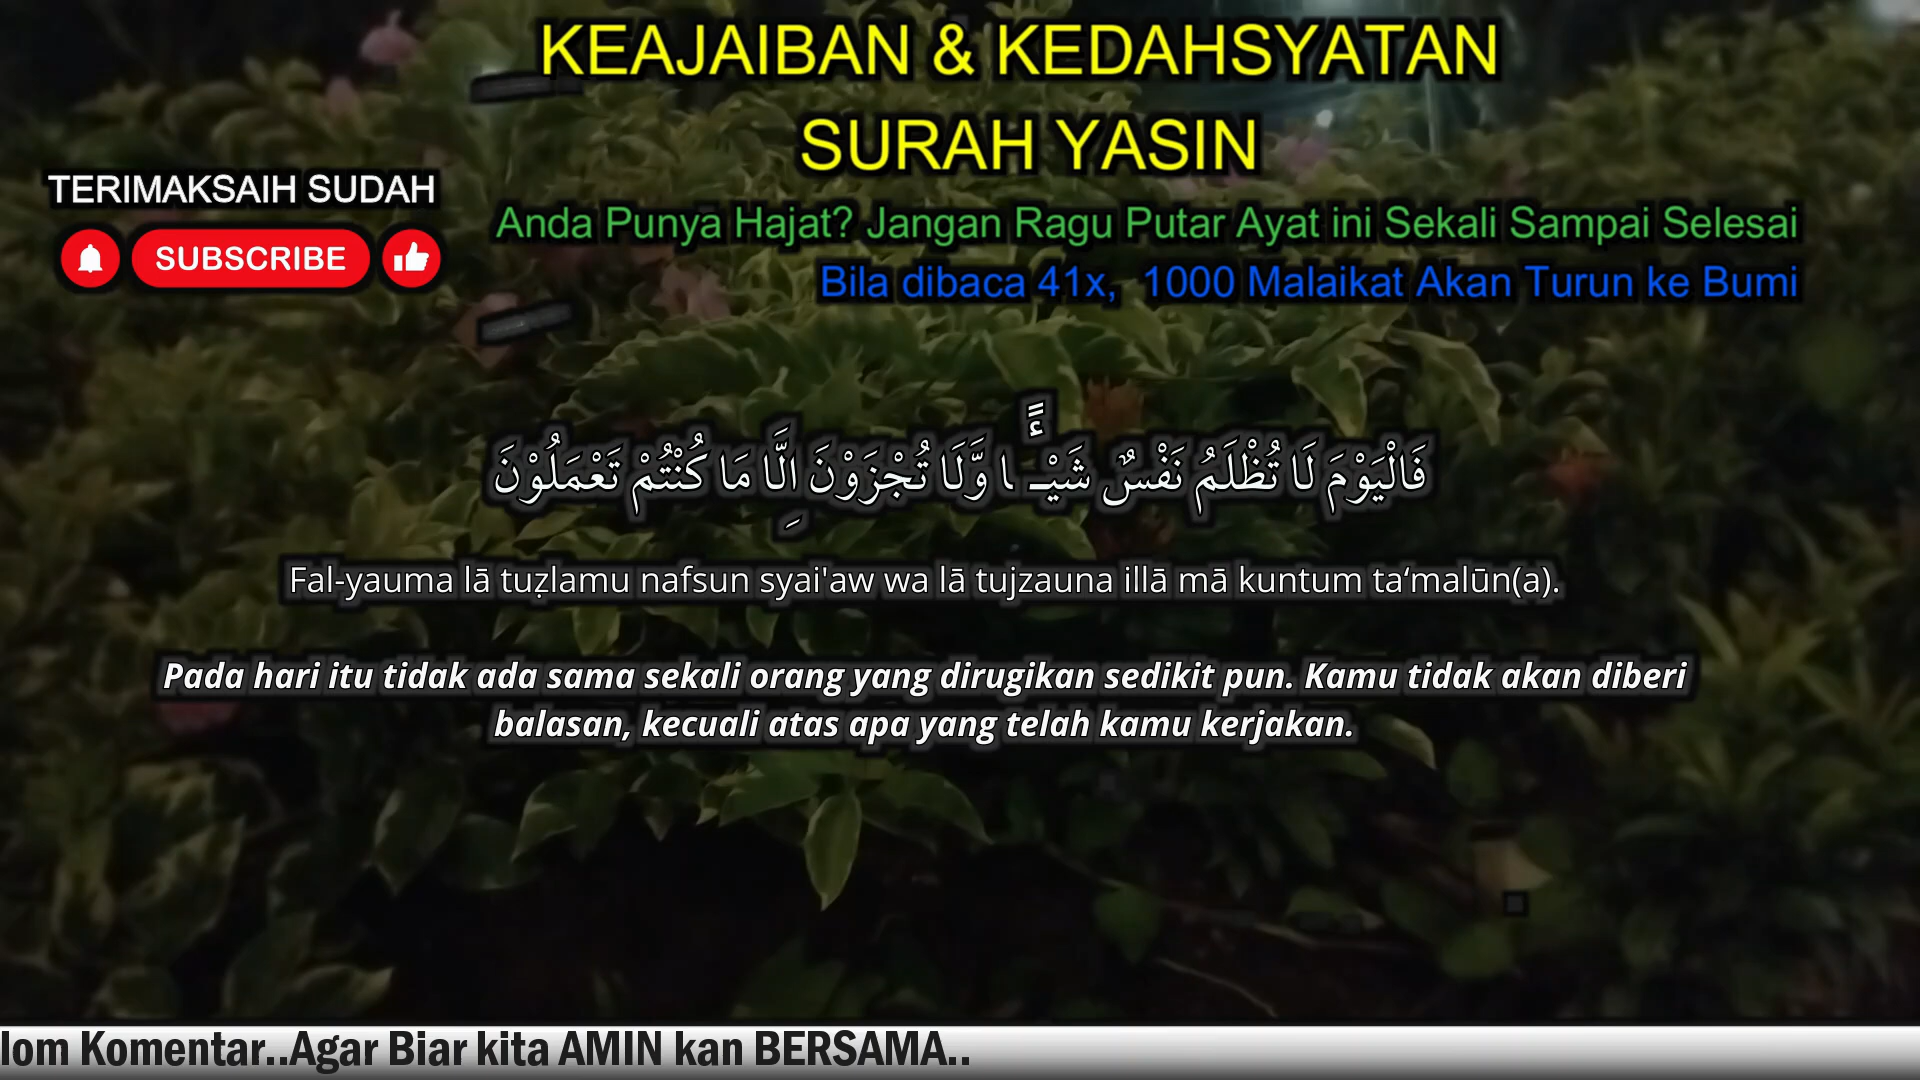 KEAJAIBAN & KEDAHSYATAN
SURAH YASIN
TERIMAKSAIH SUDAH
SUBSCRIBE
Anda Punya Hajat? Jangan Ragu Putar Ayat ini Sekali Sampai Selesai
Bila dibaca 41x, 1000 Malaikat Akan Turun ke Bumi
فَالْيَوْمَ لَا تُظْلَمُ نَفْسٌ شَيْـًٔا وَّلَا تُجْزَوْنَ اِلَّا مَا كُنْتُمْ تَعْمَلُوْنَ
Fal-yauma lā tuẓlamu nafsun syai'aw wa lā tujzauna illā mā kuntum ta‘malūn(a).
Pada hari itu tidak ada sama sekali orang yang dirugikan sedikit pun. Kamu tidak akan diberi
balasan, kecuali atas apa yang telah kamu kerjakan.
lom Komentar..Agar Biar kita AMIN kan BERSAMA..